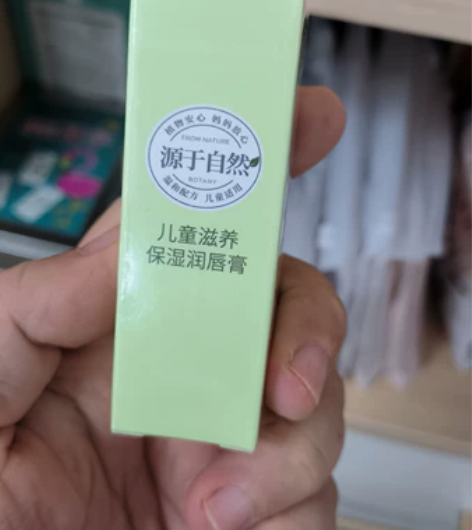 植物安心 妈妈放心
FROM NATURE
源于自然
BOTANY
温和配方 儿童适用
儿童滋养
保湿润唇膏